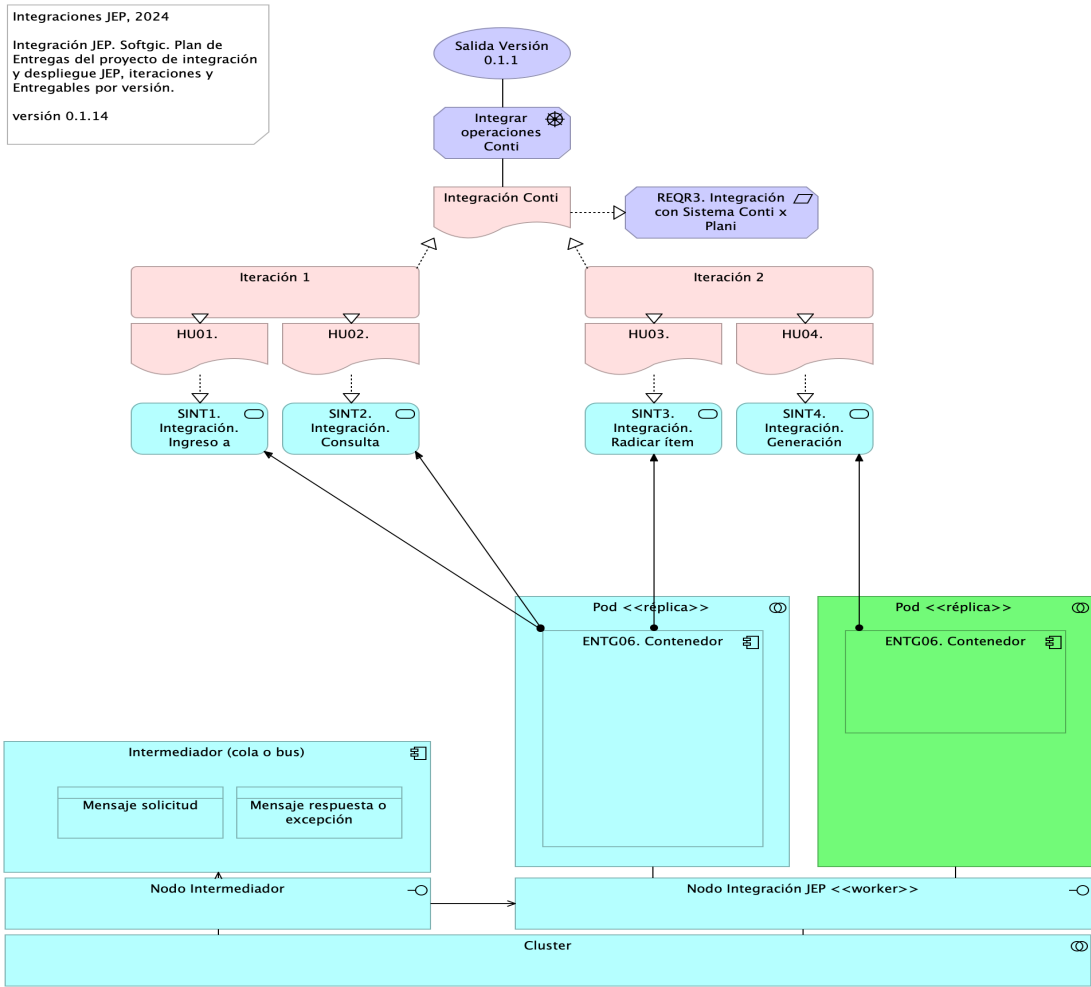 Integraciones JEP, 2024
Integración JEP. Softgic. Plan de
Entregas del proyecto de integración
y despliegue JEP, iteraciones y
Entregables por versión.
versión 0.1.14
Salida Versión
0.1.1
Integrar
operaciones
Conti
Integración Conti
REQR3. Integración
con Sistema Conti x
Plani
Iteración 1
Iteración 2
HU01.
HU02.
HU03.
HU04.
SINT1.
Integración.
Ingreso a
SINT2.
Integración.
Consulta
SINT3.
Integración.
Radicar ítem
SINT4.
Integración.
Generación
Pod <<réplica>>
Pod <<réplica>>
ENTG06. Contenedor
ENTG06. Contenedor
Intermediador (cola o bus)
Mensaje solicitud
Mensaje respuesta o
excepción
Nodo Intermediador
Nodo Integración JEP <<worker>>
Cluster